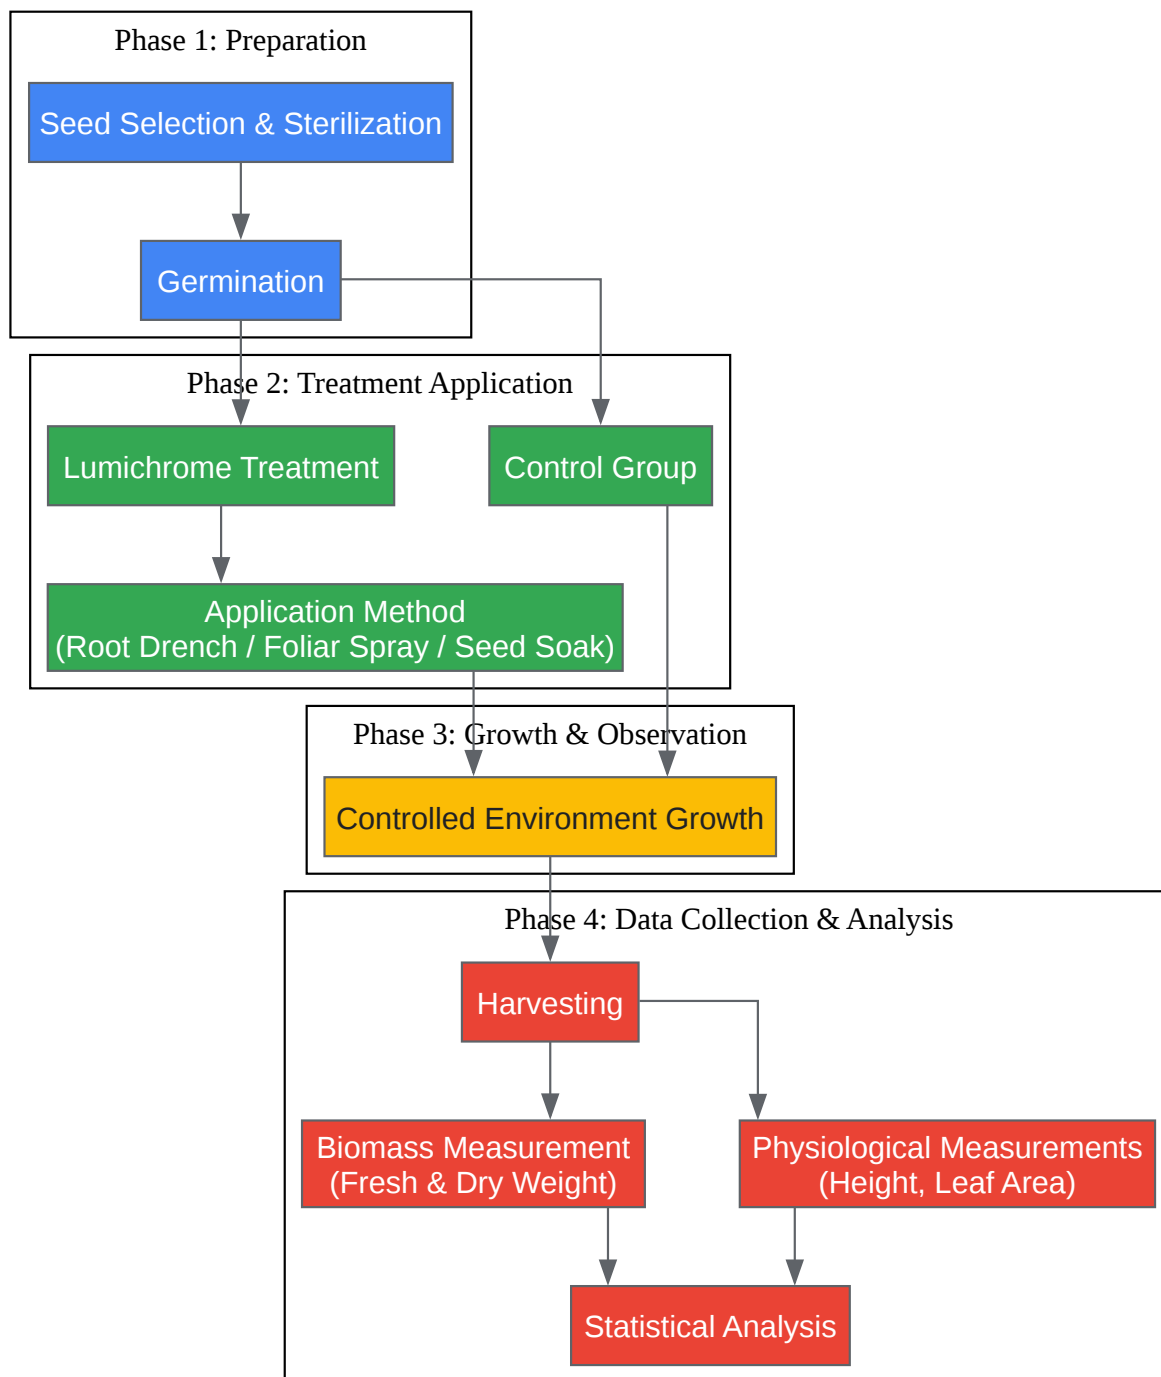 Phase 1: Preparation
Seed Selection & Sterilization
Germination
Phase 2: Treatment Application
Lumichrome Treatment
Control Group
Application Method
(Root Drench / Foliar Spray / Seed Soak)
Phase 3: Growth & Observation
Controlled Environment Growth
Phase 4: Data Collection & Analysis
Harvesting
Biomass Measurement
(Fresh & Dry Weight)
Physiological Measurements
(Height, Leaf Area)
Statistical Analysis